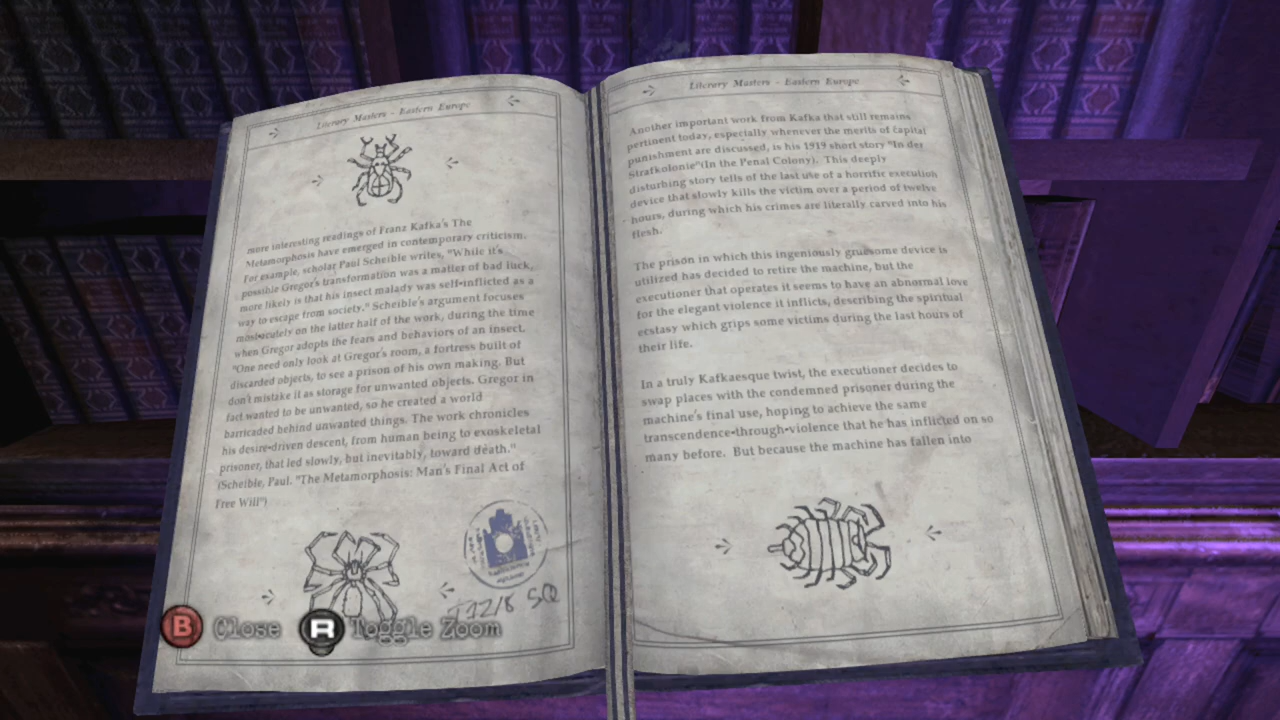 Literary Masters - Eastern Europe
more interesting readings of Franz Kafka's The
Metamorphosis have emerged in contemporary criticism.
For example, scholar Paul Scheible writes, "While it's
possible Gregor's transformation was a matter of bad luck,
more likely is that his insect malady was self-inflicted as a
way to escape from society." Scheible's argument focuses
most acutely on the latter half of the work, during the time
when Gregor adopts the fears and behaviors of an insect.
"One need only look at Gregor's room, a fortress built of
discarded objects, to see a prison of his own making. But
don't mistake it as storage for unwanted objects. Gregor in
fact wanted to be unwanted, so he created a world
barricaded behind unwanted things. The work chronicles
his desire-driven descent, from human being to exoskeletal
prisoner, that led slowly, but inevitably, toward death."
(Scheible, Paul. "The Metamorphosis: Man's Final Act of
Free Will")
SQ
B Close R Toggle Zoom
Literary Masters - Eastern Europe
Another important work from Kafka that still remains
pertinent today, especially whenever the merits of capital
punishment are discussed, is his 1919 short story "In der
Strafkolonie"(In the Penal Colony). This deeply
disturbing story tells of the last use of a horrific execution
device that slowly kills the victim over a period of twelve
hours, during which his crimes are literally carved into his
flesh.
The prison in which this ingeniously gruesome device is
utilized has decided to retire the machine, but the
executioner that operates it seems to have an abnormal love
for the elegant violence it inflicts, describing the spiritual
ecstasy which grips some victims during the last hours of
their life.
In a truly Kafkaesque twist, the executioner decides to
swap places with the condemned prisoner during the
machine's final use, hoping to achieve the same
transcendence-through-violence that he has inflicted on so
many before. But because the machine has fallen into